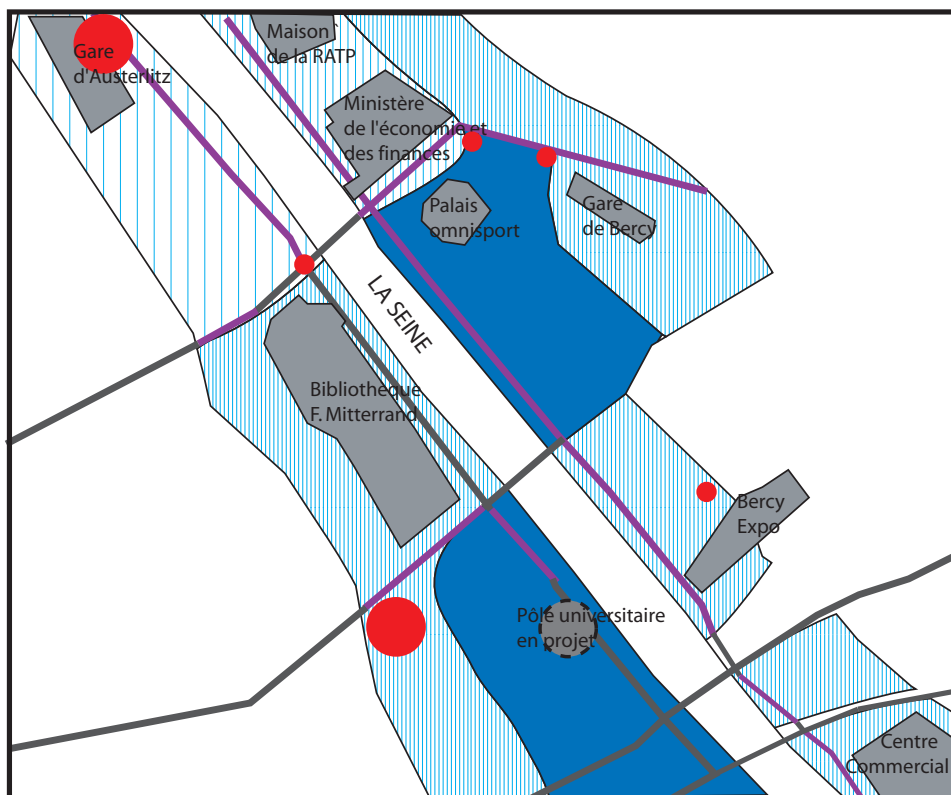 Maison
de la RATP
Gare
d'Austerlitz
Ministère
de l'économie et
des finances
Palais
omnisport
Gare
de Bercy
LA SEINE
Bibliothèque
F. Mitterrand
Bercy
Expo
Pôle universitaire
en projet
Centre
Commercial